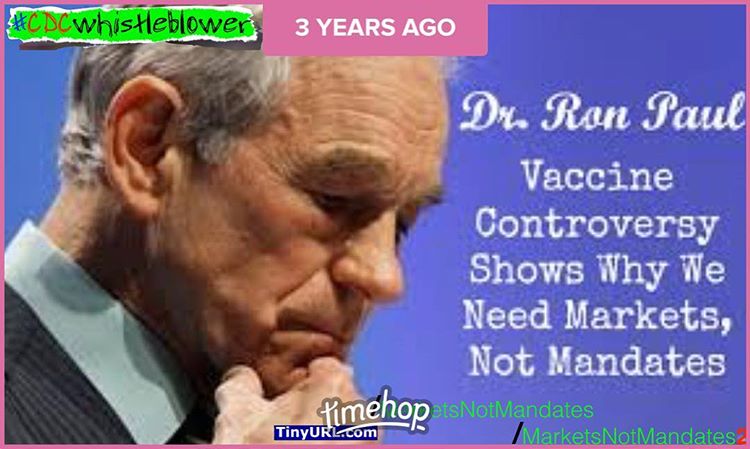 #CDCwhistleblower
3 YEARS AGO
Dr. Ron Paul
Vaccine
Controversy
Shows Why We
Need Markets,
Not Mandates
timehop
etsNotMandates
TinyURL.com
/MarketsNotMandates2